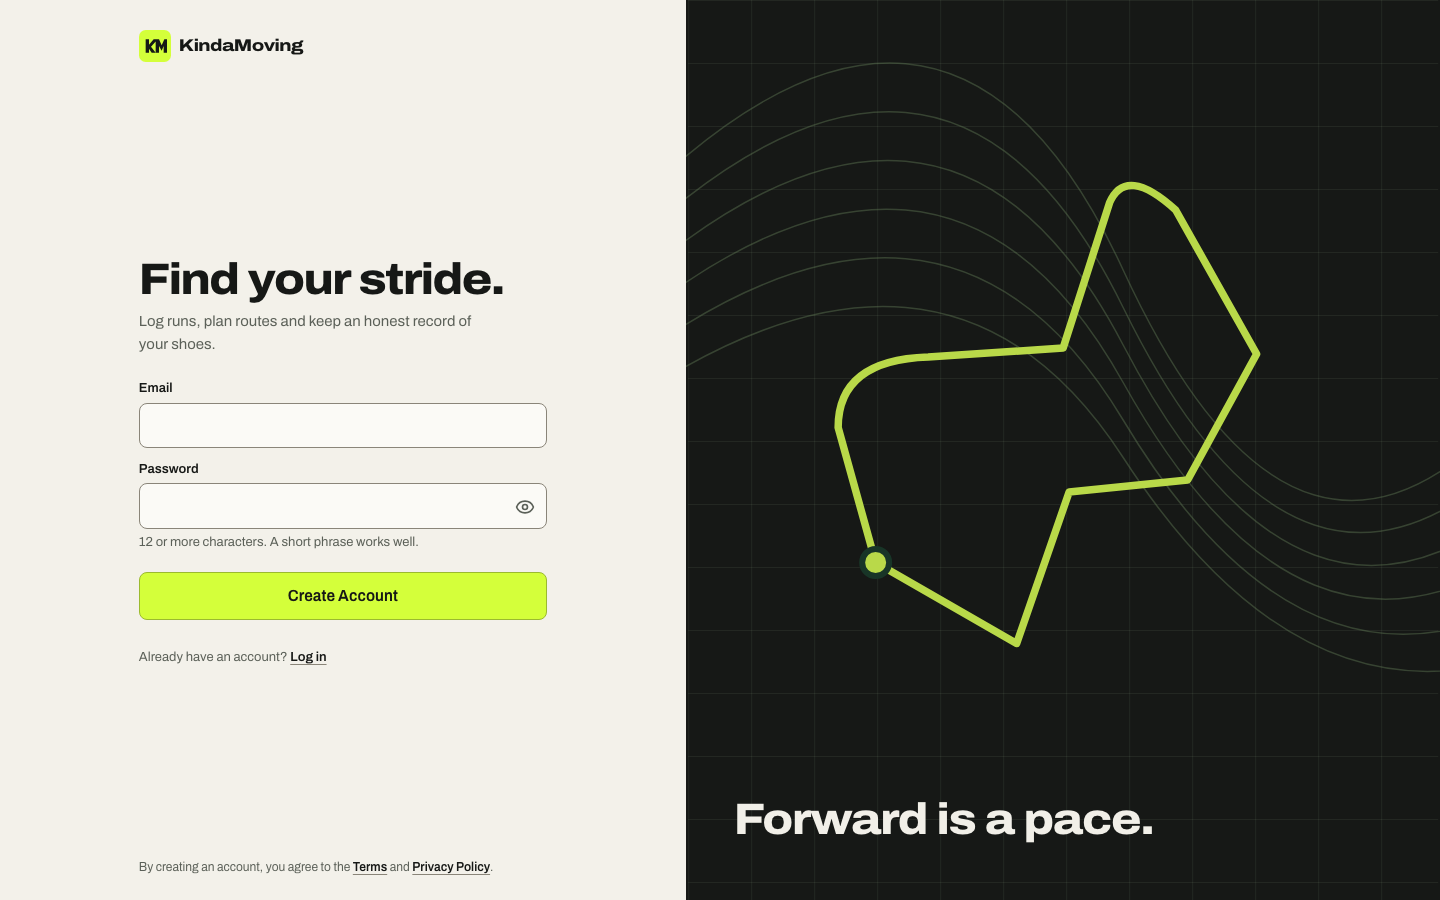 KM KindaMoving
Find your stride.
Log runs, plan routes and keep an honest record of
your shoes.
Email
Password
12 or more characters. A short phrase works well.
Create Account
Already have an account? Log in
By creating an account, you agree to the Terms and Privacy Policy.
Forward is a pace.